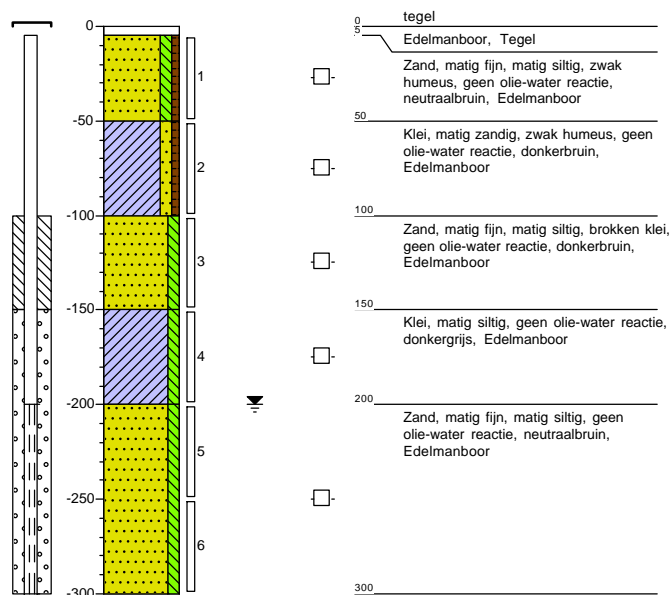 0
-50
-100
-150
-200
-250
-300
1
2
3
4
5
6
0
tegel
5
Edelmanboor, Tegel
Zand, matig fijn, matig siltig, zwak
humeus, geen olie-water reactie,
neutraalbruin, Edelmanboor
50
Klei, matig zandig, zwak humeus, geen
olie-water reactie, donkerbruin,
Edelmanboor
100
Zand, matig fijn, matig siltig, brokken klei,
geen olie-water reactie, donkerbruin,
Edelmanboor
150
Klei, matig siltig, geen olie-water reactie,
donkergrijs, Edelmanboor
200
Zand, matig fijn, matig siltig, geen
olie-water reactie, neutraalbruin,
Edelmanboor
300